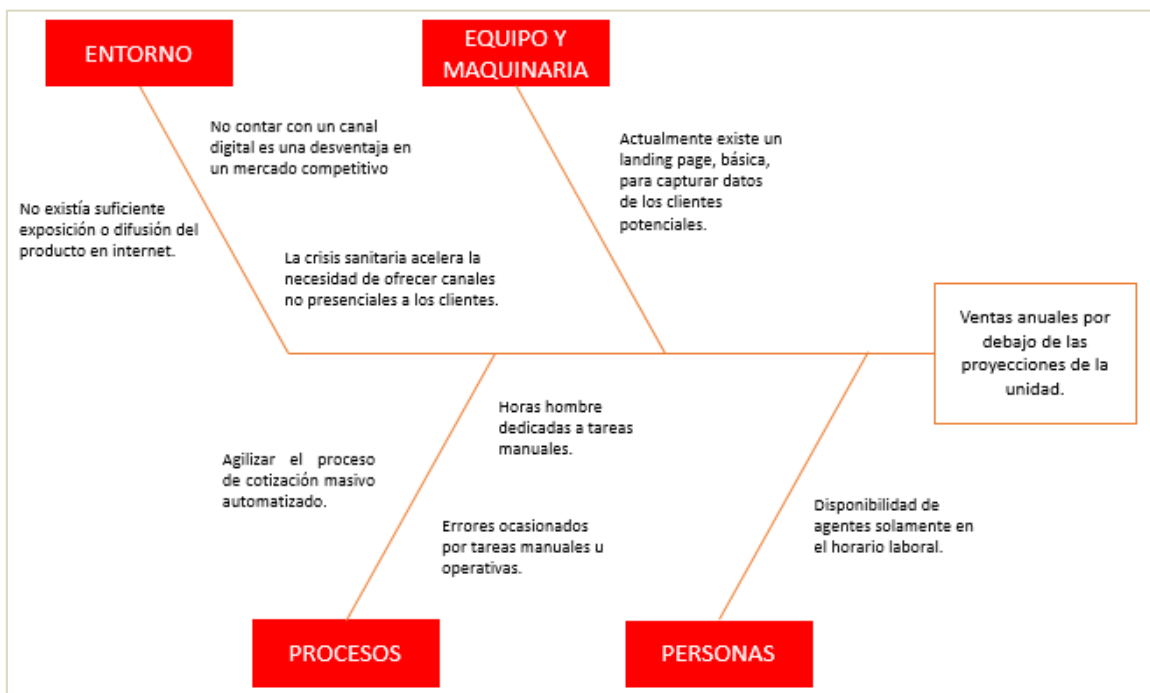 ENTORNO
EQUIPO Y
MAQUINARIA
No contar con un canal
digital es una desventaja en
un mercado competitivo
Actualmente existe un
landing page, básica,
para capturar datos
de los clientes
potenciales.
No existía suficiente
exposición o difusión del
producto en internet.
La crisis sanitaria acelera la
necesidad de ofrecer canales
no presenciales a los clientes.
Ventas anuales por
debajo de las
proyecciones de la
unidad.
Horas hombre
dedicadas a tareas
manuales.
Agilizar el proceso
de cotización masivo
automatizado.
Errores ocasionados
por tareas manuales u
operativas.
Disponibilidad de
agentes solamente en
el horario laboral.
PROCESOS
PERSONAS